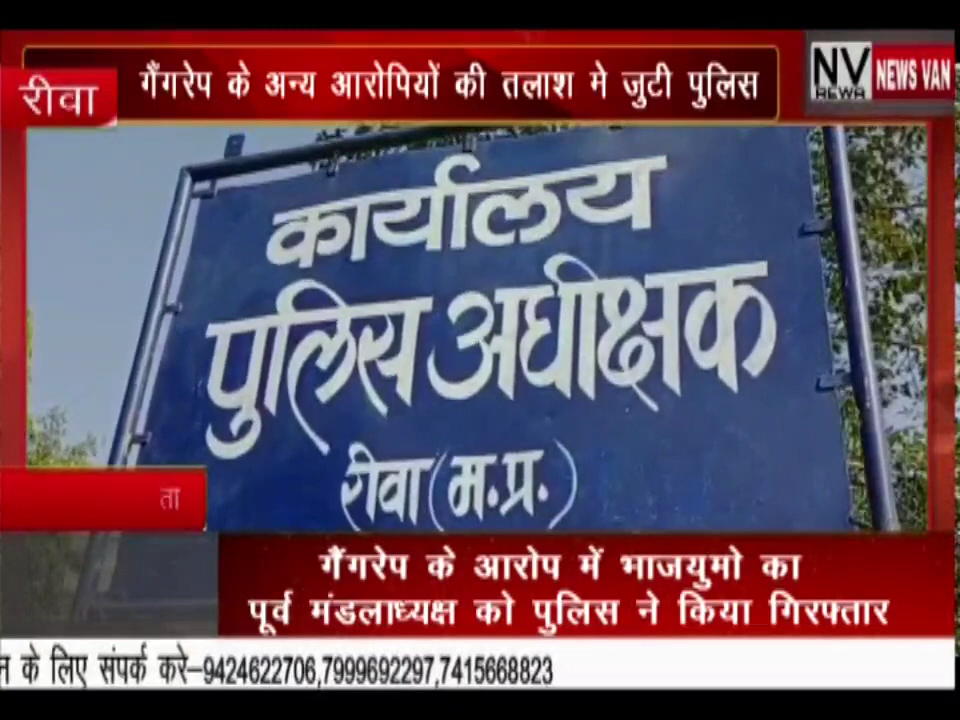 गैंगरेप के अन्य आरोपियों की तलाश मे जुटी पुलिस
NV
REWA
NEWS VAN
रीवा
कार्यालय
पुलिस अधीक्षक
रीवा (म.प्र.)
ता
गैंगरेप के आरोप में भाजयुमो का
पूर्व मंडलाध्यक्ष को पुलिस ने किया गिरफ्तार
न के लिए संपर्क करे-9424622706,7999692297,7415668823